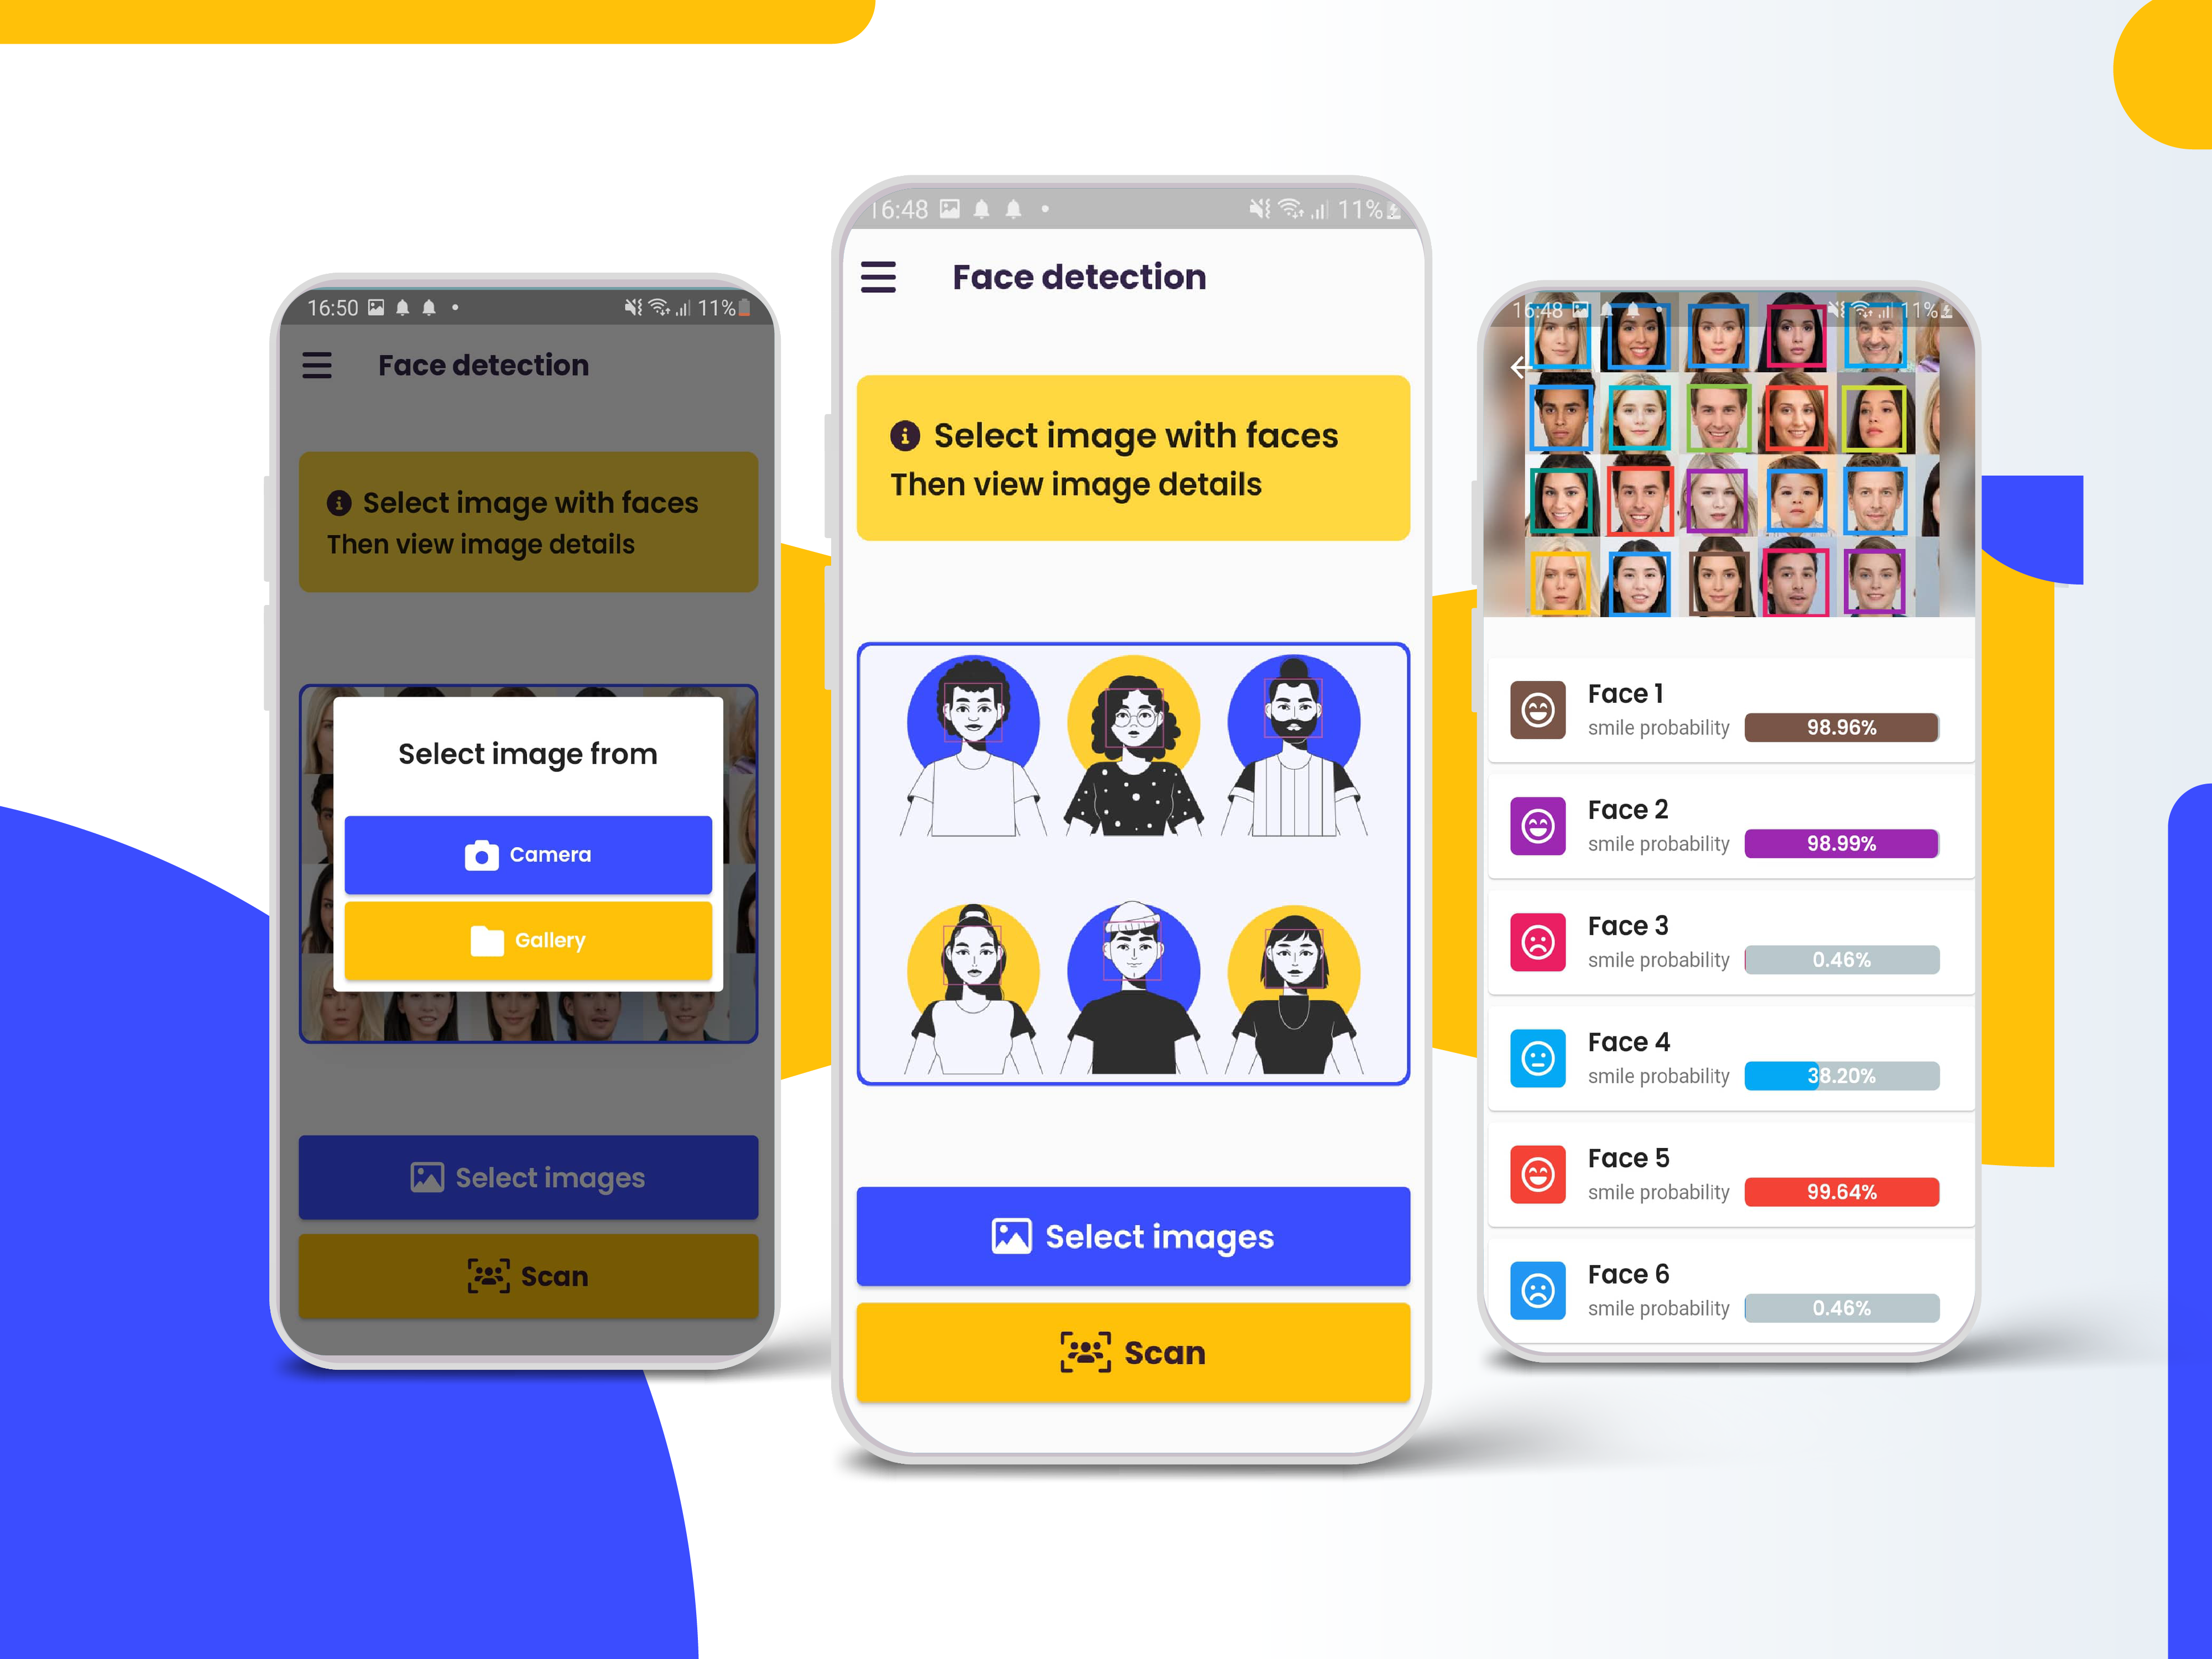 16:50
11%
Face detection
Select image with faces
Then view image details
Select image from
Camera
Gallery
Select images
Scan
16:48
11%
Face detection
Select image with faces
Then view image details
Select images
Scan
16:48
11%
Face 1
smile probability 98.96%
Face 2
smile probability 98.99%
Face 3
smile probability 0.46%
Face 4
smile probability 38.20%
Face 5
smile probability 99.64%
Face 6
smile probability 0.46%